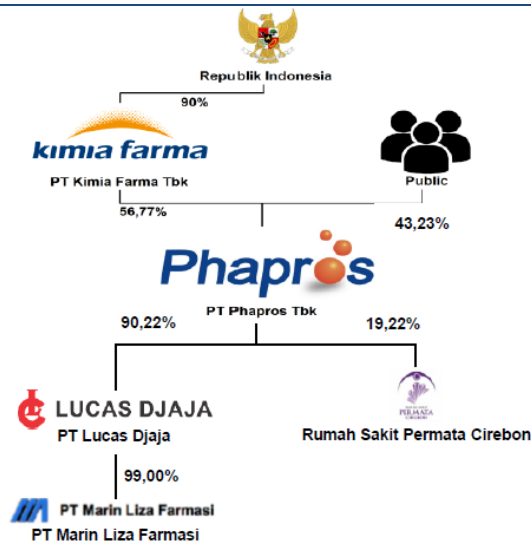 Republik Indonesia
90%
kimia farma
PT Kimia Farma Tbk
Public
56,77%
43,23%
Phapros
PT Phapros Tbk
90,22%
19,22%
LUCAS DJAJA
PT Lucas Djaja
PERMATA
CIREBON
Rumah Sakit Permata Cirebon
99,00%
PT Marin Liza Farmasi
PT Marin Liza Farmasi